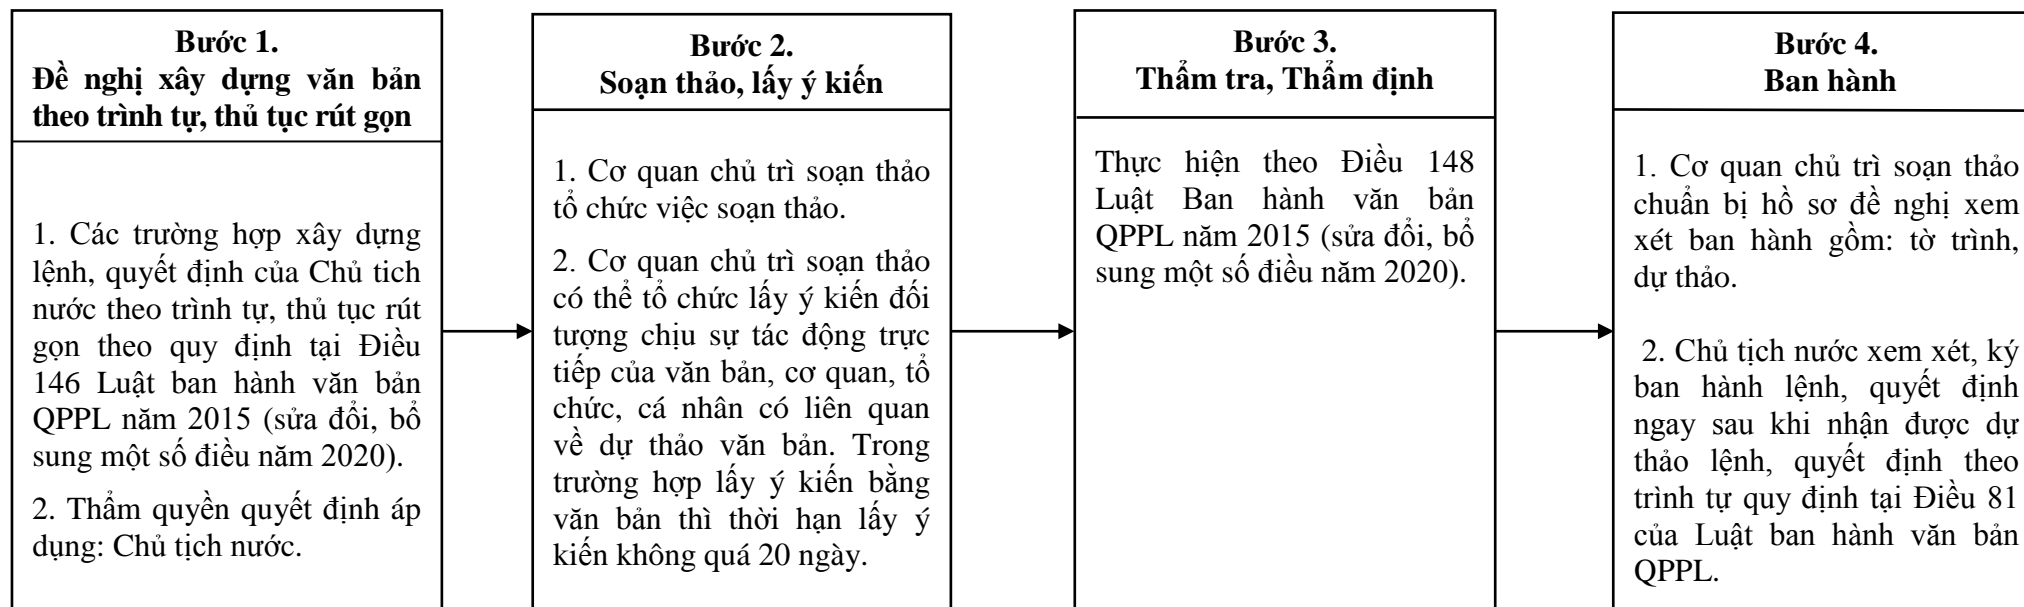 Bước 1.
Đề nghị xây dựng văn bản
theo trình tự, thủ tục rút gọn
1. Các trường hợp xây dựng
lệnh, quyết định của Chủ tich
nước theo trình tự, thủ tục rút
gọn theo quy định tại Điều
146 Luật ban hành văn bản
QPPL năm 2015 (sửa đổi, bổ
sung một số điều năm 2020).
2. Thẩm quyền quyết định áp
dụng: Chủ tịch nước.
Bước 2.
Soạn thảo, lấy ý kiến
1. Cơ quan chủ trì soạn thảo
tổ chức việc soạn thảo.
2. Cơ quan chủ trì soạn thảo
có thể tổ chức lấy ý kiến đối
tượng chịu sự tác động trực
tiếp của văn bản, cơ quan, tổ
chức, cá nhân có liên quan
về dự thảo văn bản. Trong
trường hợp lấy ý kiến bằng
văn bản thì thời hạn lấy ý
kiến không quá 20 ngày.
Bước 3.
Thẩm tra, Thẩm định
Thực hiện theo Điều 148
Luật Ban hành văn bản
QPPL năm 2015 (sửa đổi, bổ
sung một số điều năm 2020).
Bước 4.
Ban hành
1. Cơ quan chủ trì soạn thảo
chuẩn bị hồ sơ đề nghị xem
xét ban hành gồm: tờ trình,
dự thảo.
2. Chủ tịch nước xem xét, ký
ban hành lệnh, quyết định
ngay sau khi nhận được dự
thảo lệnh, quyết định theo
trình tự quy định tại Điều 81
của Luật ban hành văn bản
QPPL.